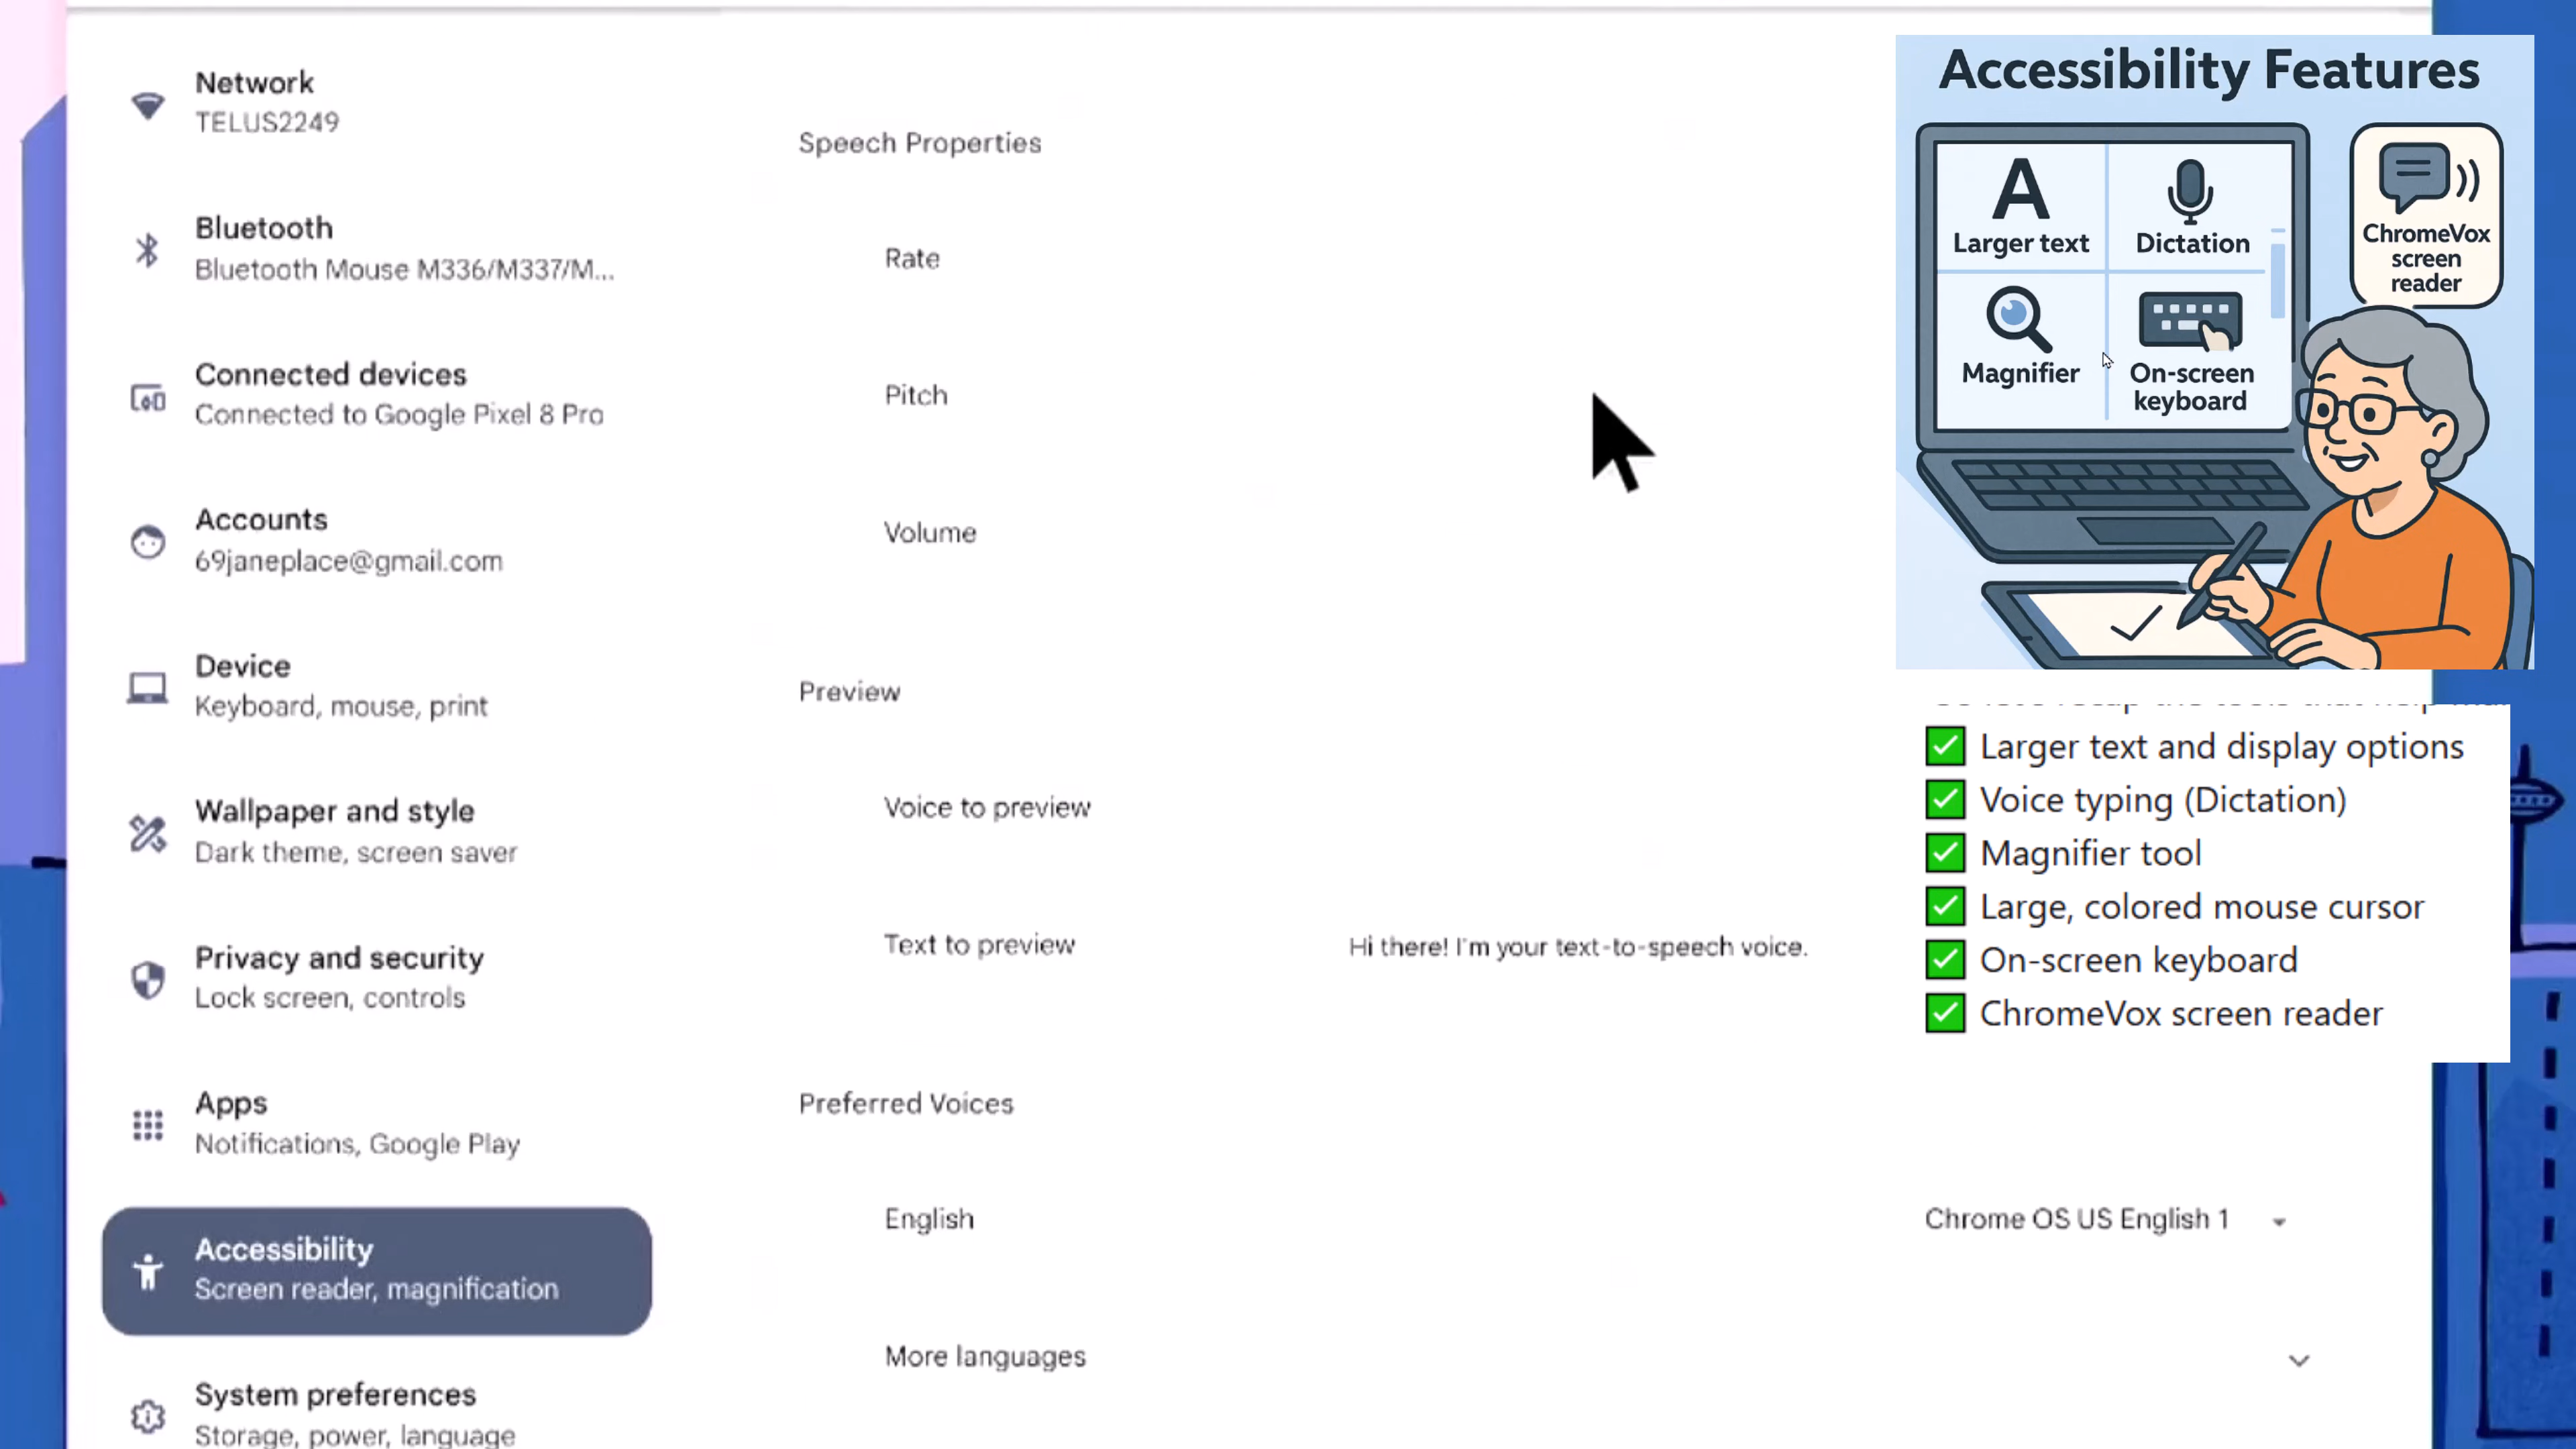 Network
TELUS2249
Bluetooth
Bluetooth Mouse M336/M337/M...
Connected devices
Connected to Google Pixel 8 Pro
Accounts
69janeplace@gmail.com
Device
Keyboard, mouse, print
Wallpaper and style
Dark theme, screen saver
Privacy and security
Lock screen, controls
Apps
Notifications, Google Play
Accessibility
Screen reader, magnification
System preferences
Storage, power, language
Speech Properties
Rate
Pitch
Volume
Preview
Voice to preview
Text to preview
Hi there! I'm your text-to-speech voice.
Preferred Voices
English
Chrome OS US English 1
More languages
Accessibility Features
A
Larger text
Dictation
Magnifier
On-screen
keyboard
ChromeVox
screen
reader
✅ Larger text and display options
✅ Voice typing (Dictation)
✅ Magnifier tool
✅ Large, colored mouse cursor
✅ On-screen keyboard
✅ ChromeVox screen reader